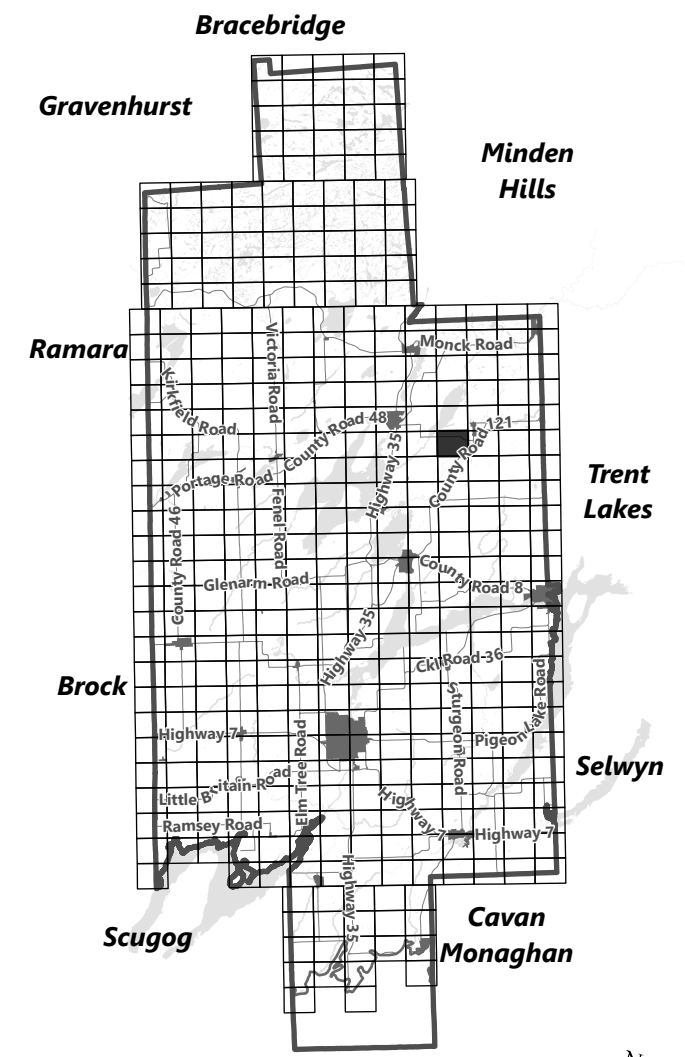 Bracebridge
Gravenhurst
Minden
Hills
Ramara
Monck Road
Victoria Road
Kirkfield Road
County Road 48
County Road 121
Highway 35
Portage Road
Trent
Lakes
Fenel Road
County Road 46
County Road 8
Glenarm Road
Highway 35
Ckl Road 36
Brock
Sturgeon Road
Pigeon Lake Road
Highway 7
Elm Tree Road
Selwyn
Little Britain Road
Highway 7
Ramsey Road
Highway 7
Highway 35
Scugog
Cavan
Monaghan
N